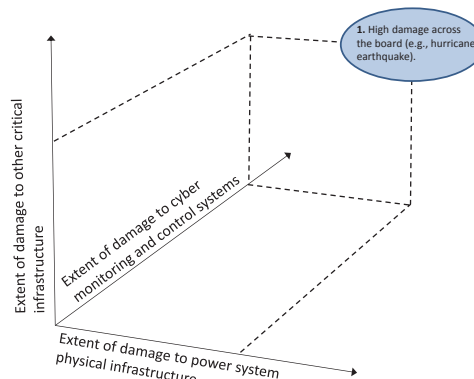 1. High damage across
the board (e.g., hurricane
earthquake).
Extent of damage to other critical
infrastructure
Extent of damage to cyber
monitoring and control systems
Extent of damage to power system
physical infrastructure